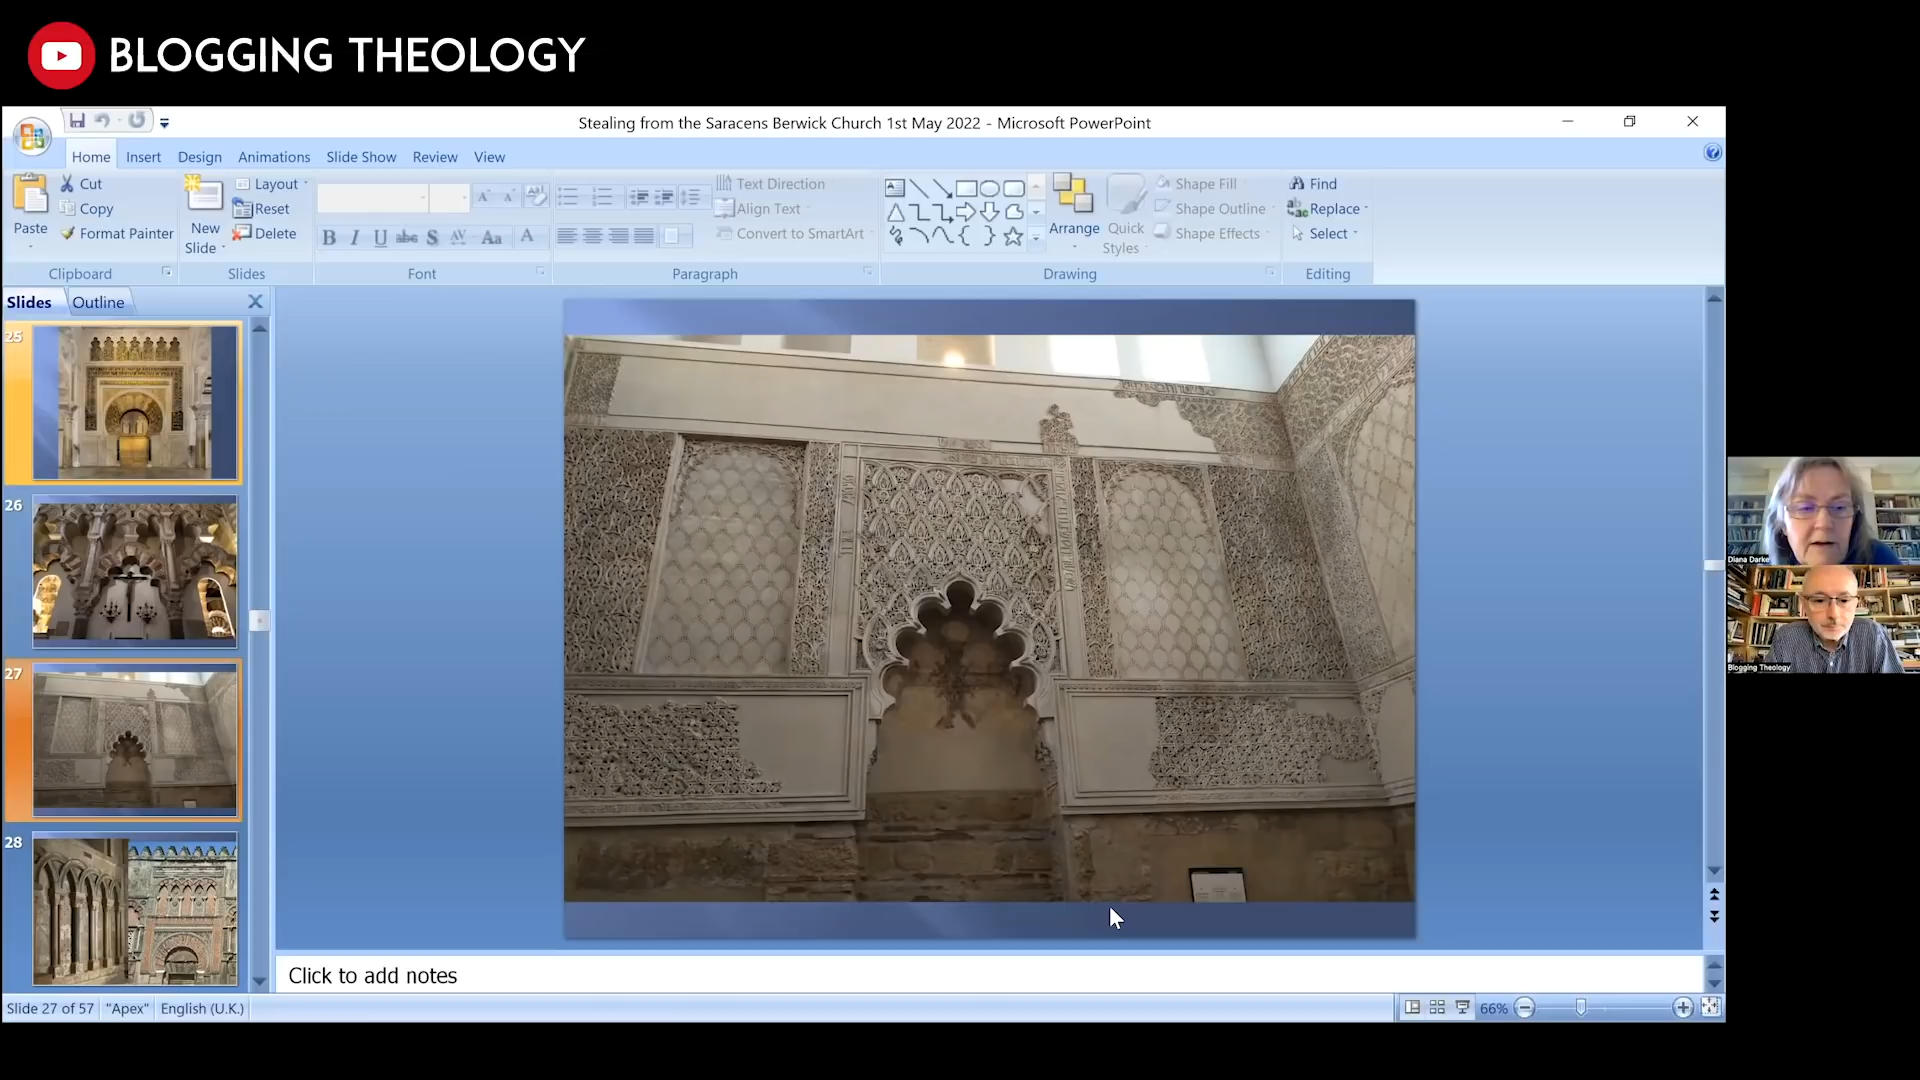 BLOGGING THEOLOGY
Stealing from the Saracens Berwick Church 1st May 2022 - Microsoft PowerPoint
Home Insert Design Animations Slide Show Review View
Paste
Cut
Copy
Format Painter
Clipboard
New
Slide
Layout
Reset
Delete
Slides
B I U abc S AV Aa A
Font
Text Direction
Align Text
Convert to SmartArt
Paragraph
Arrange
Quick
Styles
Shape Fill
Shape Outline
Shape Effects
Drawing
Find
Replace
Select
Editing
Slides Outline
25
26
27
28
Diana Darke
Blogging Theology
Click to add notes
Slide 27 of 57 "Apex" English (U.K.) 66%